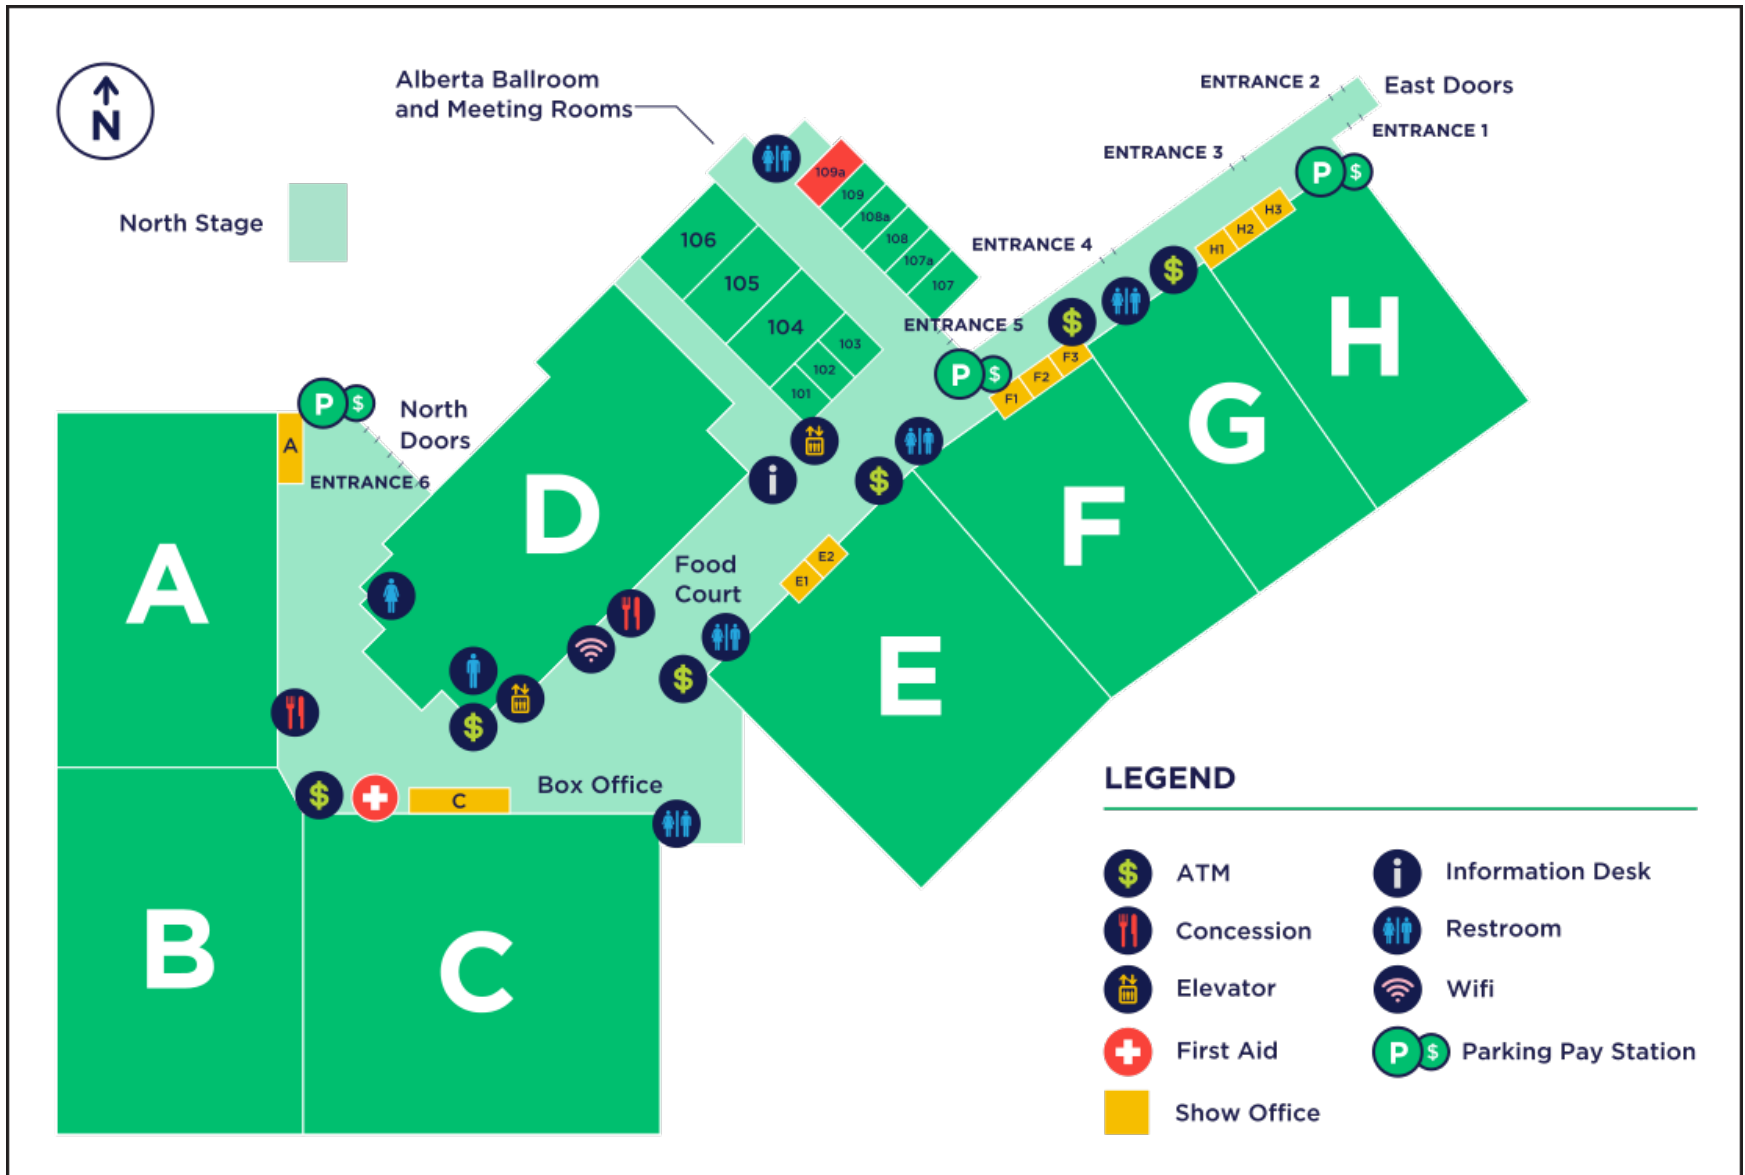 N
Alberta Ballroom
and Meeting Rooms
ENTRANCE 2
East Doors
ENTRANCE 1
ENTRANCE 3
P
$
109a
109
108a
108
107a
107
North Stage
106
105
104
103
102
101
ENTRANCE 4
H3
H2
H1
$
$
ENTRANCE 5
P
$
F3
F2
F1
H
G
F
P
$
North
Doors
A
ENTRANCE 6
i
$
D
A
Food
Court
E2
E1
$
E
$
$
C
Box Office
B
C
LEGEND
$ ATM
i Information Desk
Concession
Restroom
Elevator
Wifi
First Aid
P $ Parking Pay Station
Show Office